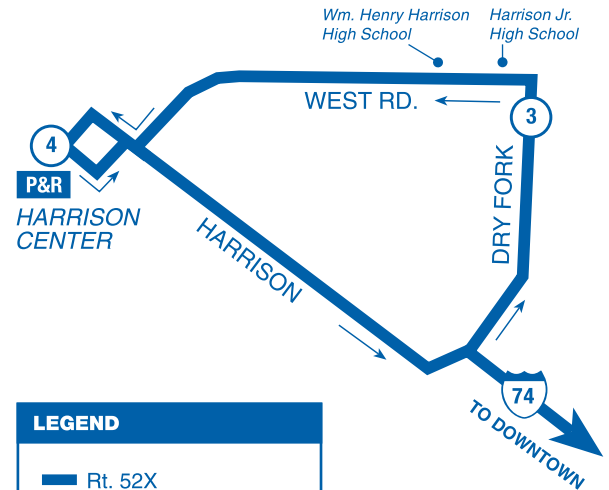 Wm. Henry Harrison
High School
Harrison Jr.
High School
WEST RD.
3
4
P&R
HARRISON
CENTER
DRY FORK
HARRISON
74
TO DOWNTOWN
LEGEND
Rt. 52X